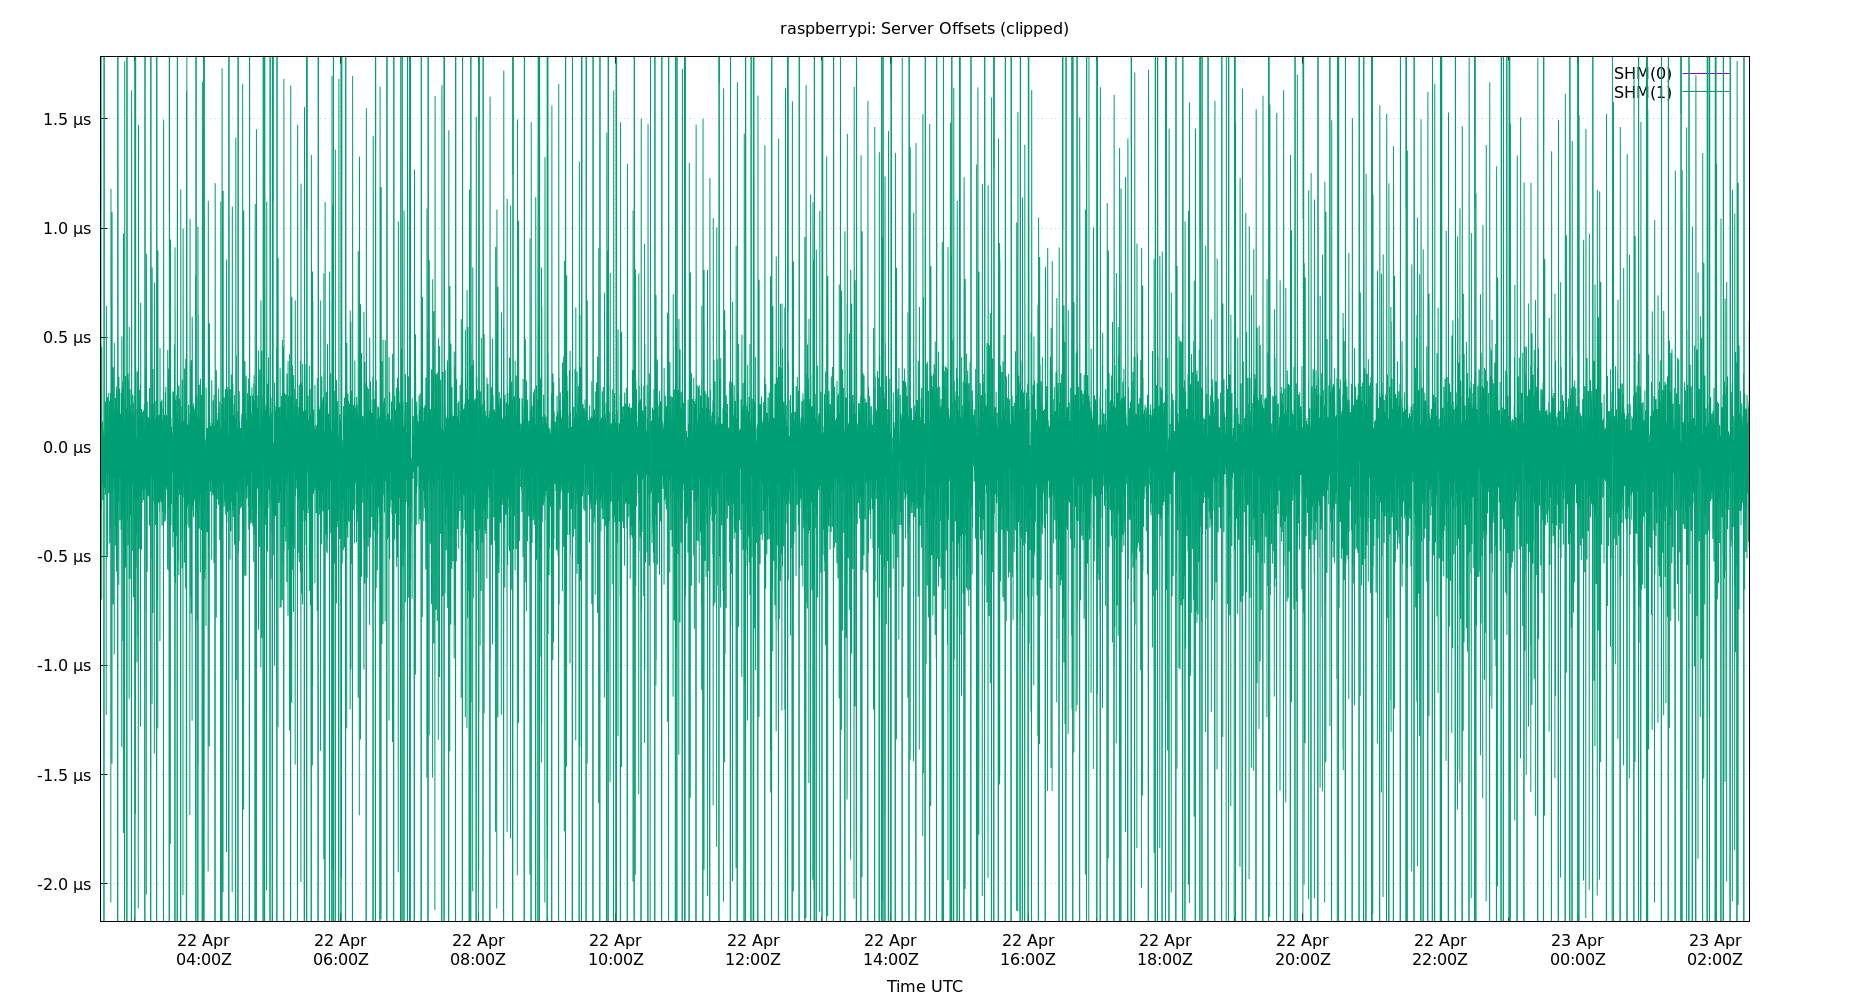 raspberrypi: Server Offsets (clipped)
SHM(0)
SHM(1)
1.5 µs
1.0 µs
0.5 µs
0.0 µs
-0.5 µs
-1.0 µs
-1.5 µs
-2.0 µs
22 Apr 22 Apr 22 Apr 22 Apr 22 Apr 22 Apr 22 Apr 22 Apr 22 Apr 22 Apr 23 Apr 23 Apr
04:00Z 06:00Z 08:00Z 10:00Z 12:00Z 14:00Z 16:00Z 18:00Z 20:00Z 22:00Z 00:00Z 02:00Z
Time UTC